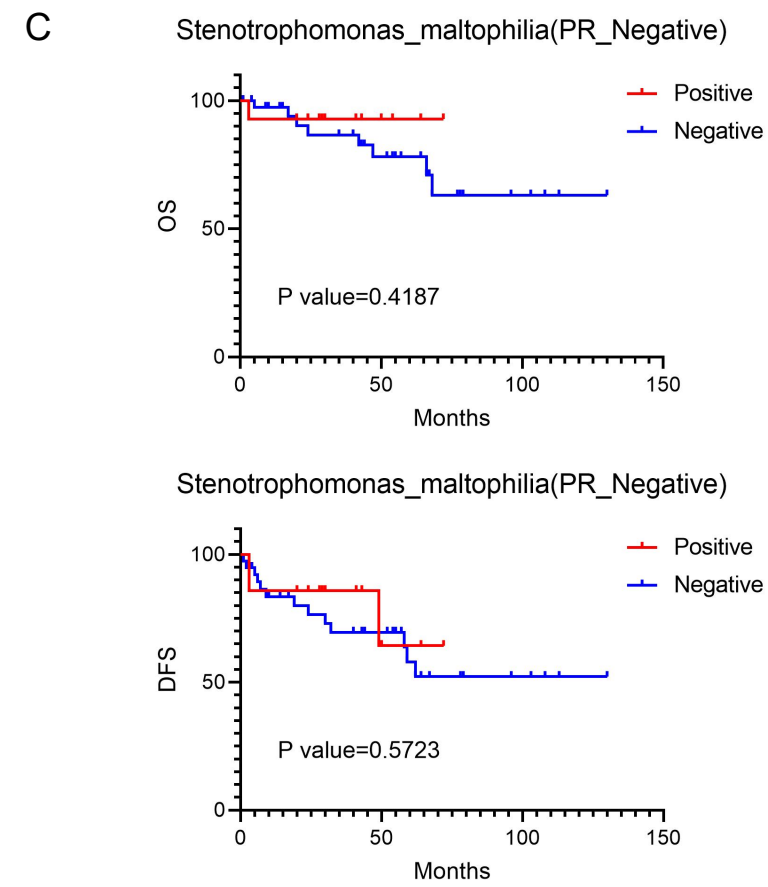 C
Stenotrophomonas_maltophilia(PR_Negative)
100
50
0
OS
Positive
Negative
P value=0.4187
0 50 100 150
Months
Stenotrophomonas_maltophilia(PR_Negative)
100
50
0
DFS
Positive
Negative
P value=0.5723
0 50 100 150
Months